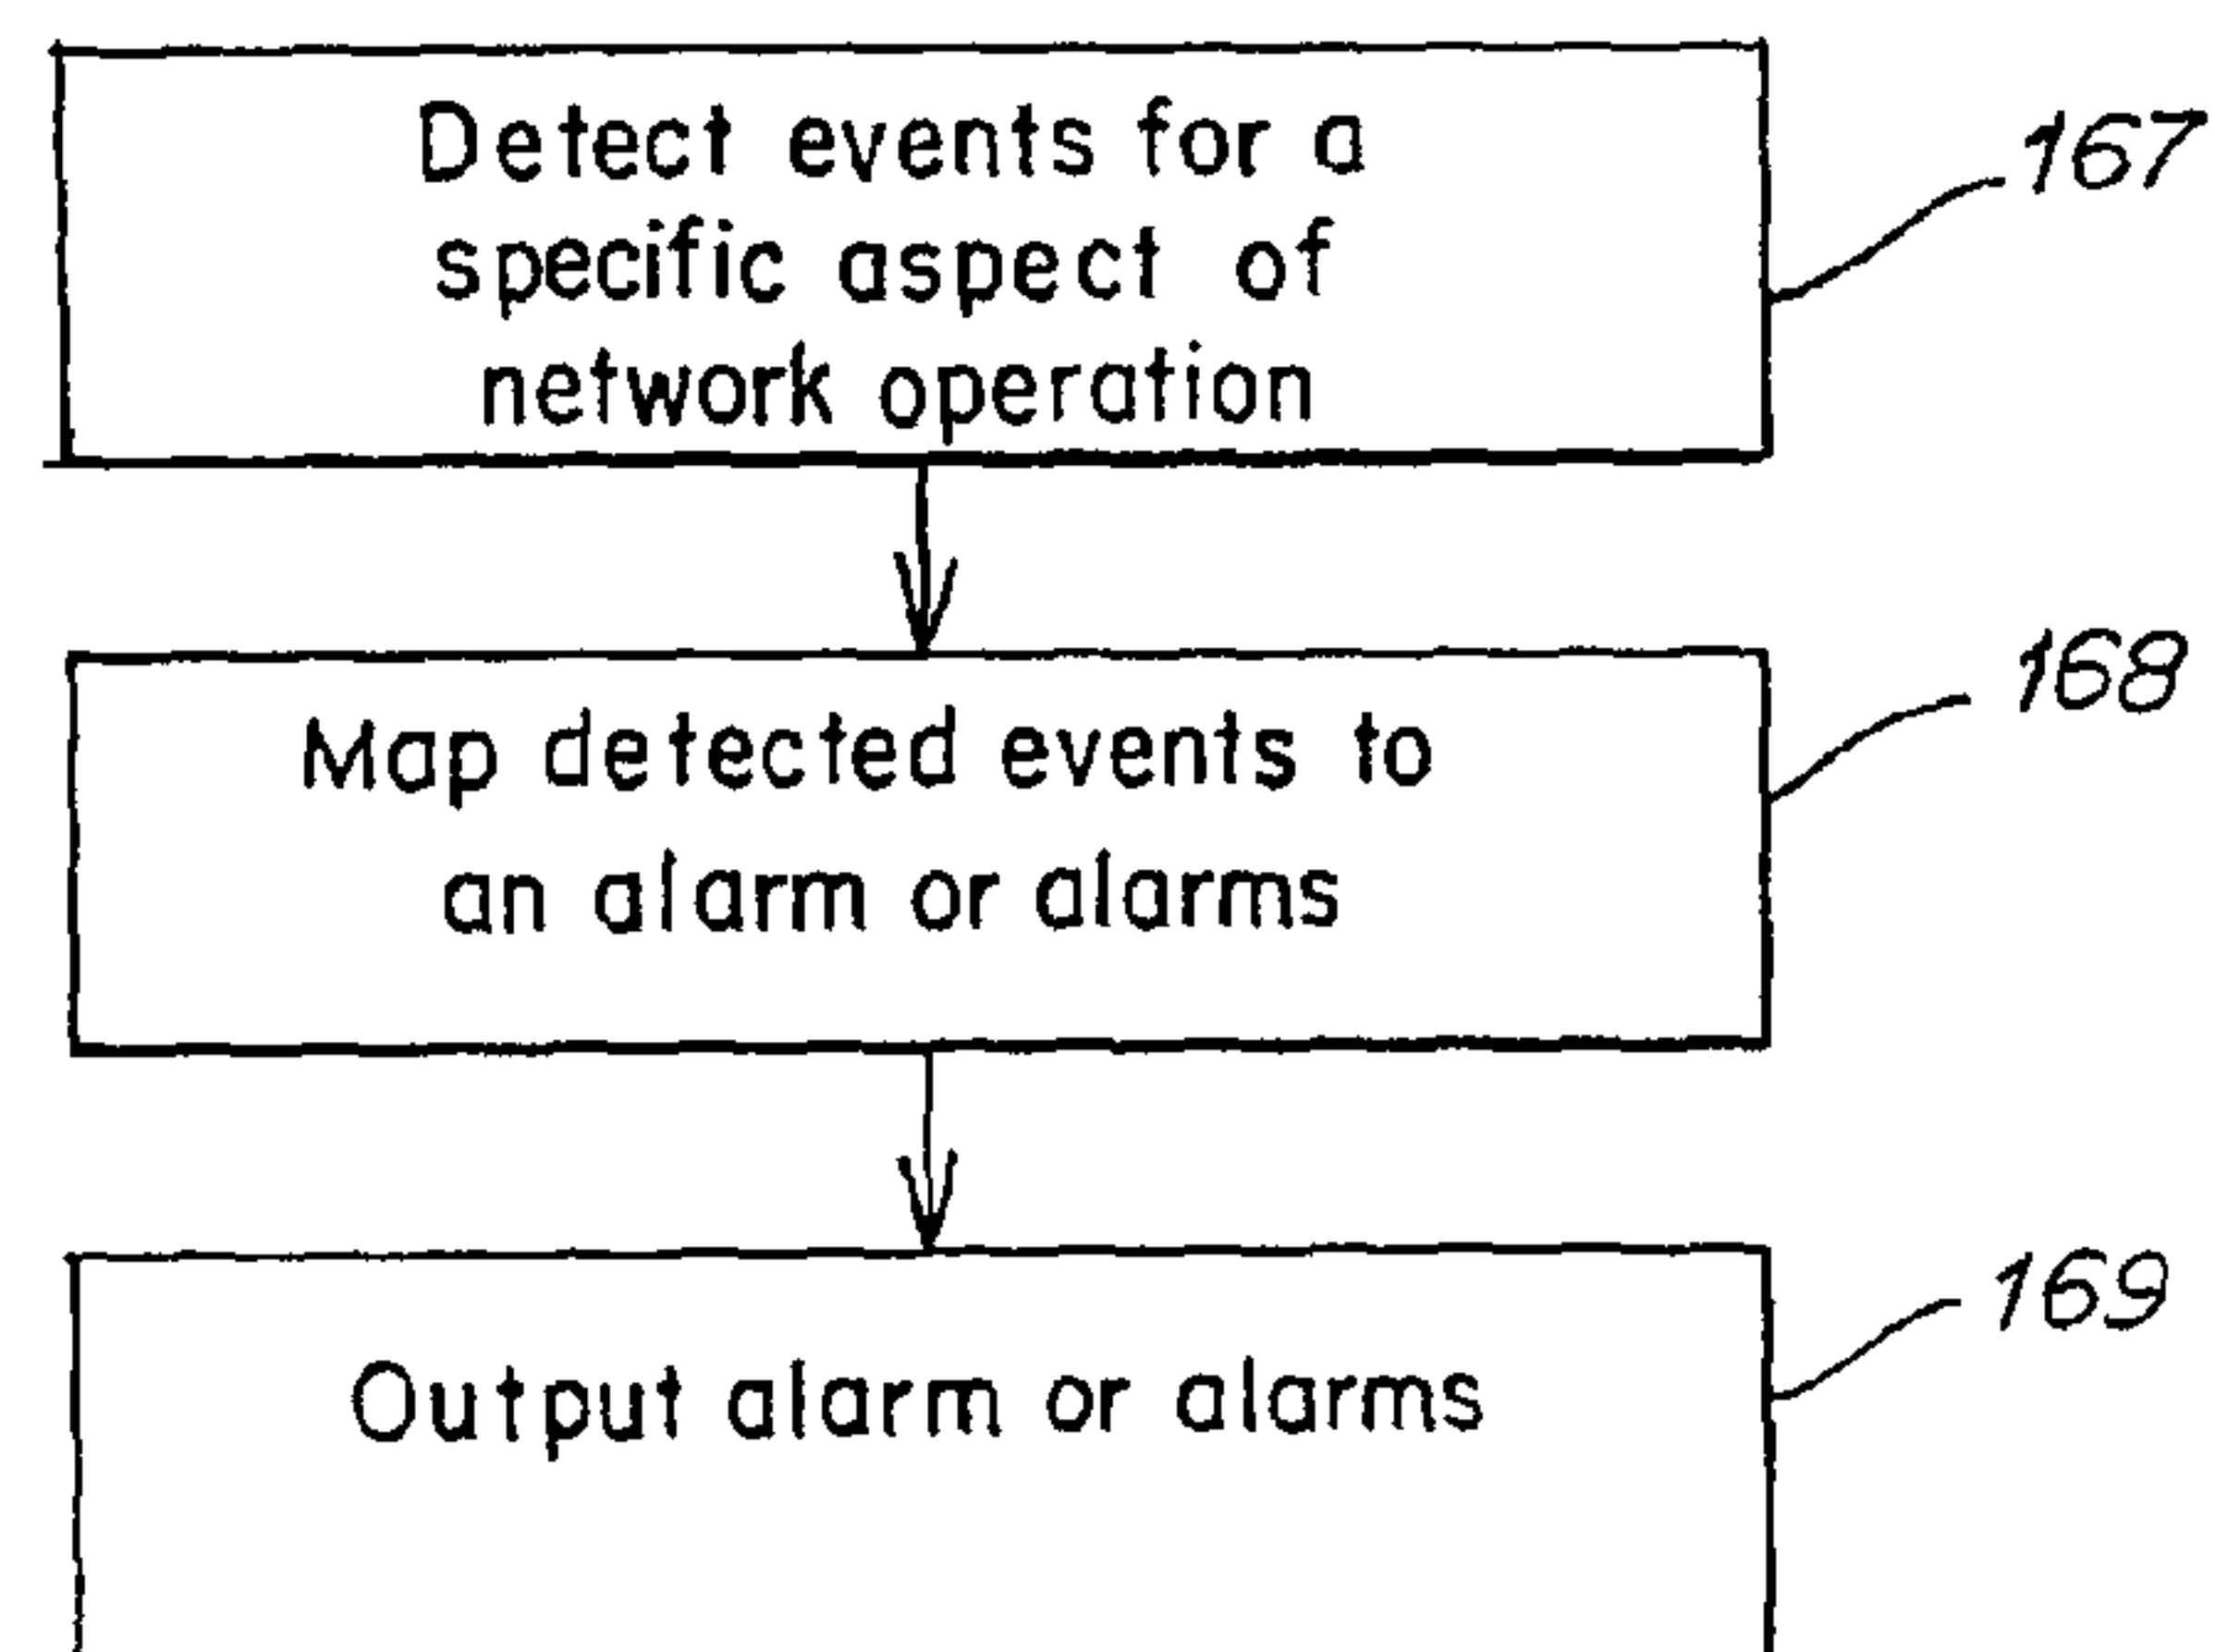 Detect events for a
specific aspect of
network operation
167
Map detected events to
an alarm or alarms
168
Output alarm or alarms
169